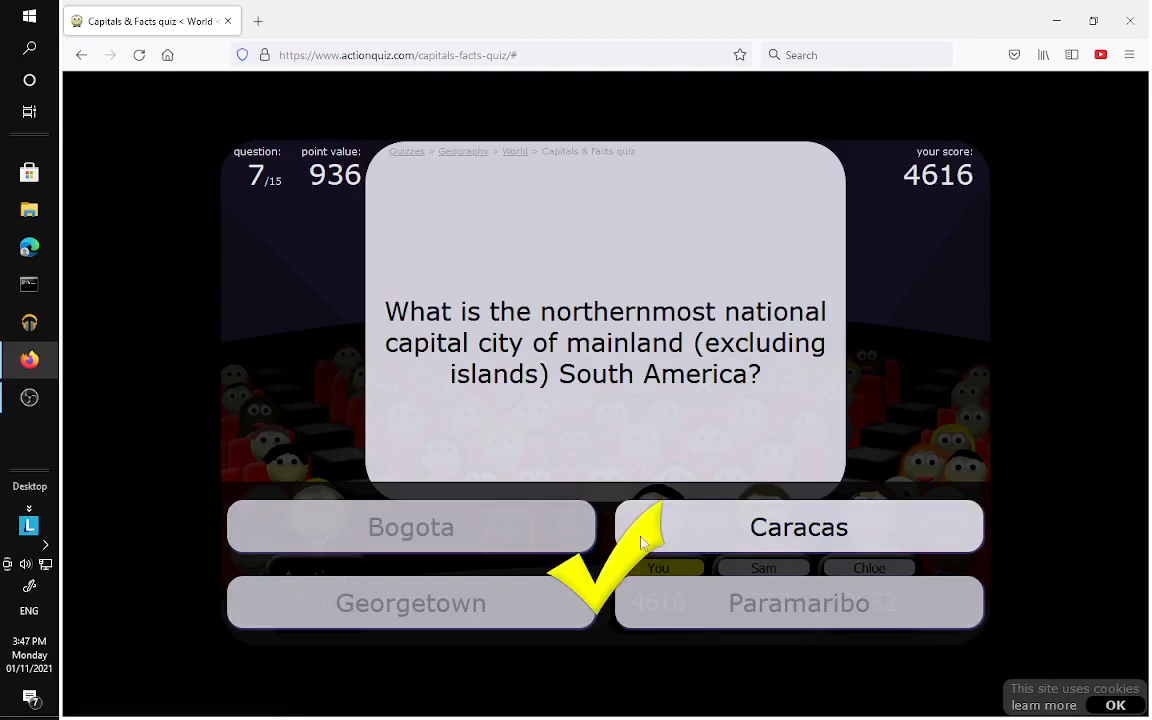 Capitals & Facts quiz < World <
https://www.actionquiz.com/capitals-facts-quiz/#
Search
question:
point value:
Quizzes > Geography > World > Capitals & Facts quiz
your score:
7/15
936
4616
What is the northernmost national
capital city of mainland (excluding
islands) South America?
Bogota
Caracas
You
Sam
Chloe
Georgetown
4616
Paramaribo
Desktop
L
ENG
3:47 PM
Monday
01/11/2021
7
This site uses cookies
learn more
OK